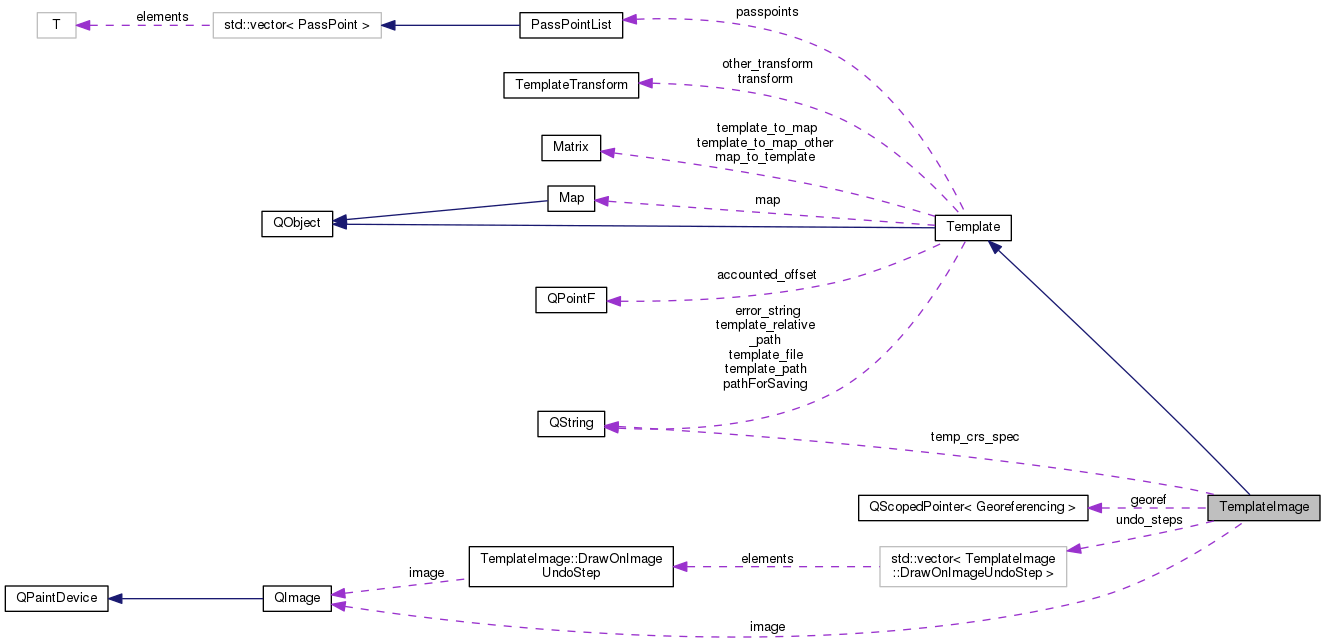 passpoints
T
elements
std::vector< PassPoint >
PassPointList
other_transform
transform
TemplateTransform
template_to_map
template_to_map_other
map_to_template
Matrix
Map
map
QObject
Template
accounted_offset
QPointF
error_string
template_relative
_path
template_file
template_path
pathForSaving
QString
temp_crs_spec
QScopedPointer< Georeferencing >
georef
TemplateImage
undo_steps
TemplateImage::DrawOnImage
UndoStep
elements
std::vector< TemplateImage
::DrawOnImageUndoStep >
image
QPaintDevice
QImage
image